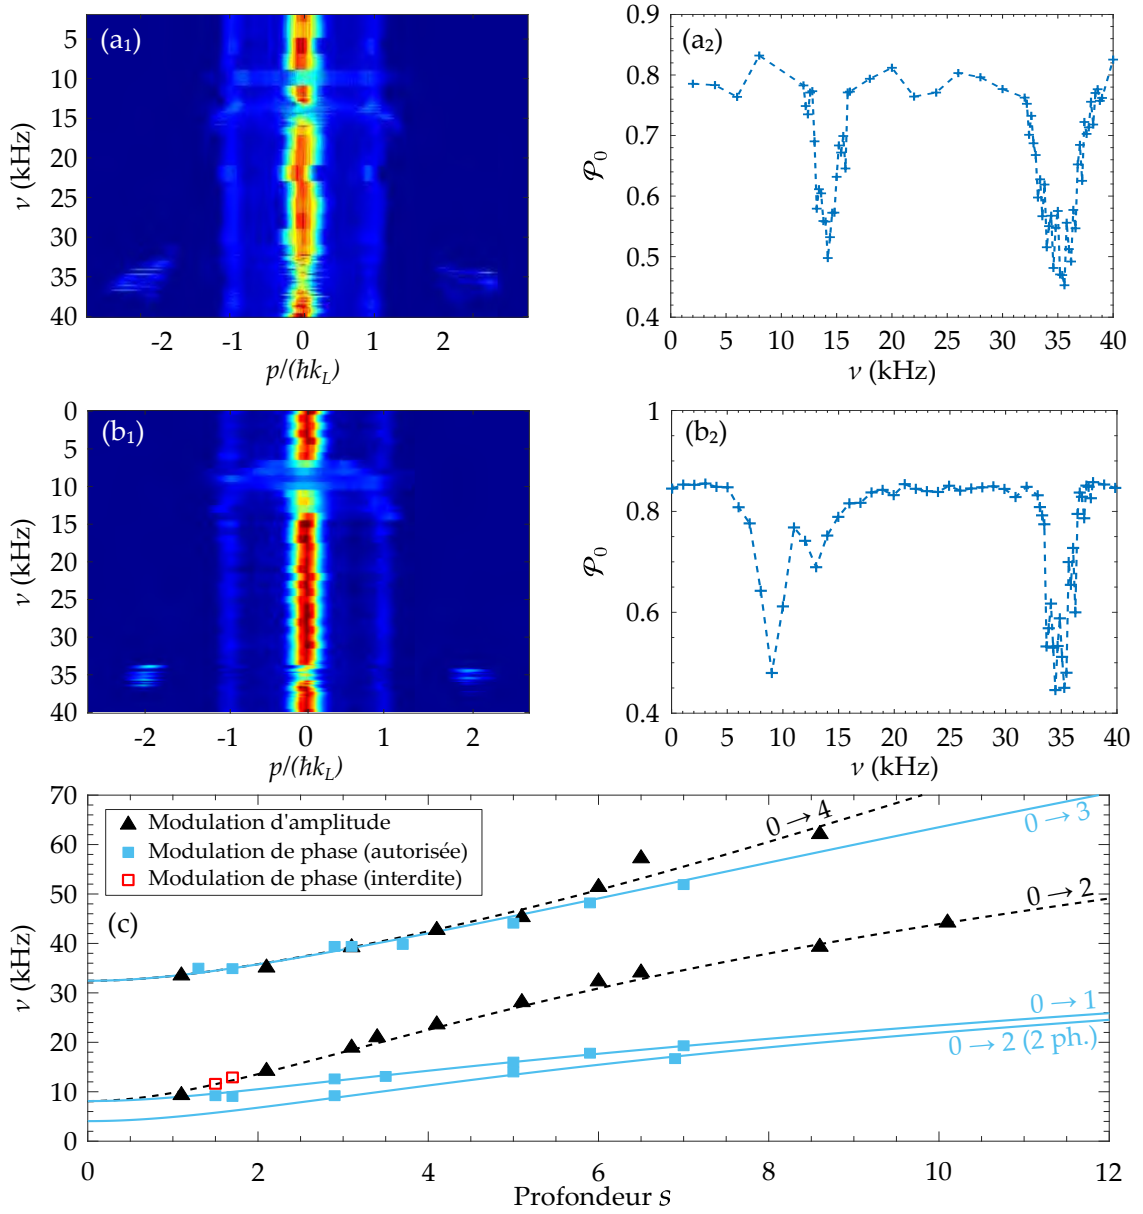 (a₁)
5
10
15
20
25
30
35
40
ν (kHz)
-2 -1 0 1 2
p/(ħk_L)
(a₂)
0.9
0.8
0.7
0.6
0.5
0.4
𝒫₀
0 5 10 15 20 25 30 35 40
ν (kHz)
(b₁)
0
5
10
15
20
25
30
35
40
ν (kHz)
-2 -1 0 1 2
p/(ħk_L)
(b₂)
1
0.8
0.6
0.4
𝒫₀
0 5 10 15 20 25 30 35 40
ν (kHz)
70
60
50
40
30
20
10
0
ν (kHz)
Modulation d'amplitude
Modulation de phase (autorisée)
Modulation de phase (interdite)
(c)
0 → 4
0 → 3
0 → 2
0 → 1
0 → 2 (2 ph.)
0 2 4 6 8 10 12
Profondeur s